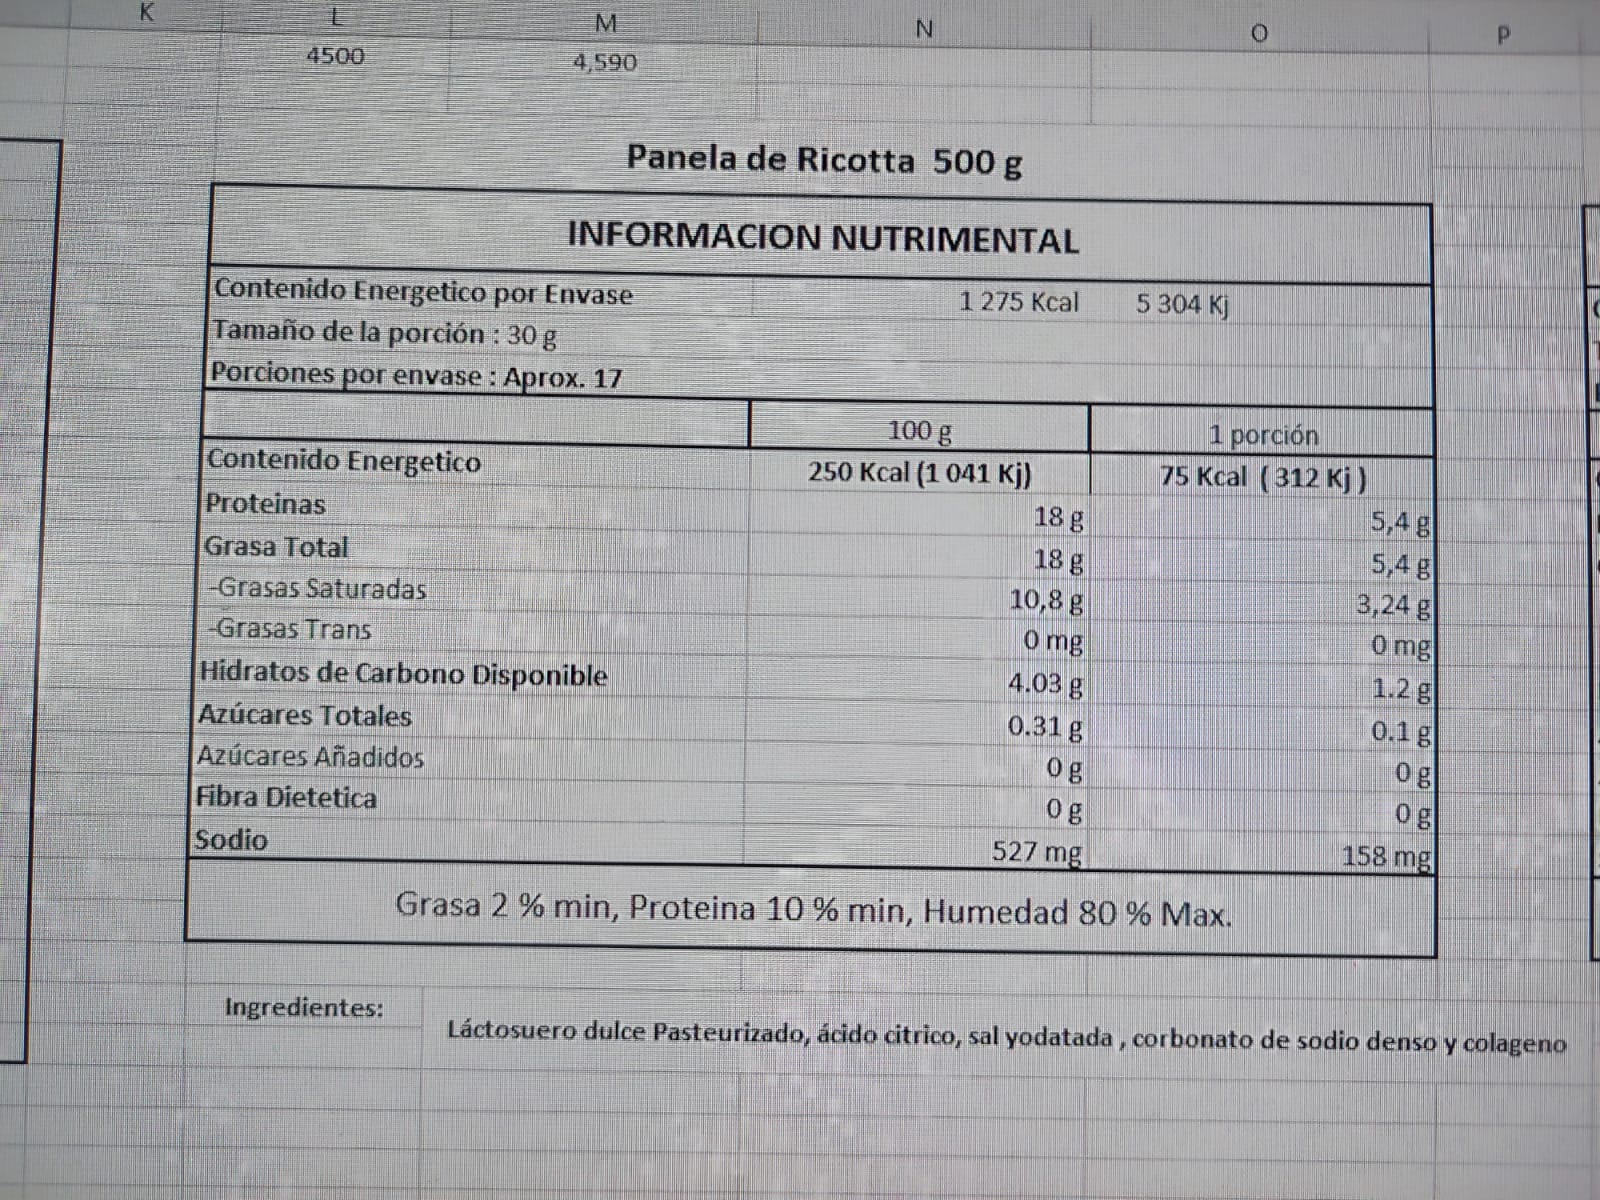 K L M N O P
4500 4,590
Panela de Ricotta 500 g
INFORMACION NUTRIMENTAL
Contenido Energetico por Envase 1 275 Kcal 5 304 Kj
Tamaño de la porción : 30 g
Porciones por envase : Aprox. 17
100 g 1 porción
Contenido Energetico 250 Kcal (1 041 Kj) 75 Kcal ( 312 Kj )
Proteinas 18 g 5,4 g
Grasa Total 18 g 5,4 g
-Grasas Saturadas 10,8 g 3,24 g
-Grasas Trans 0 mg 0 mg
Hidratos de Carbono Disponible 4.03 g 1.2 g
Azúcares Totales 0.31 g 0.1 g
Azúcares Añadidos 0 g 0 g
Fibra Dietetica 0 g 0 g
Sodio 527 mg 158 mg
Grasa 2 % min, Proteina 10 % min, Humedad 80 % Max.
Ingredientes:
Láctosuero dulce Pasteurizado, ácido citrico, sal yodatada , corbonato de sodio denso y colageno